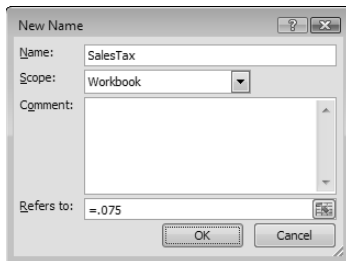 New Name
Name: SalesTax
Scope: Workbook
Comment:
Refers to: =.075
OK Cancel